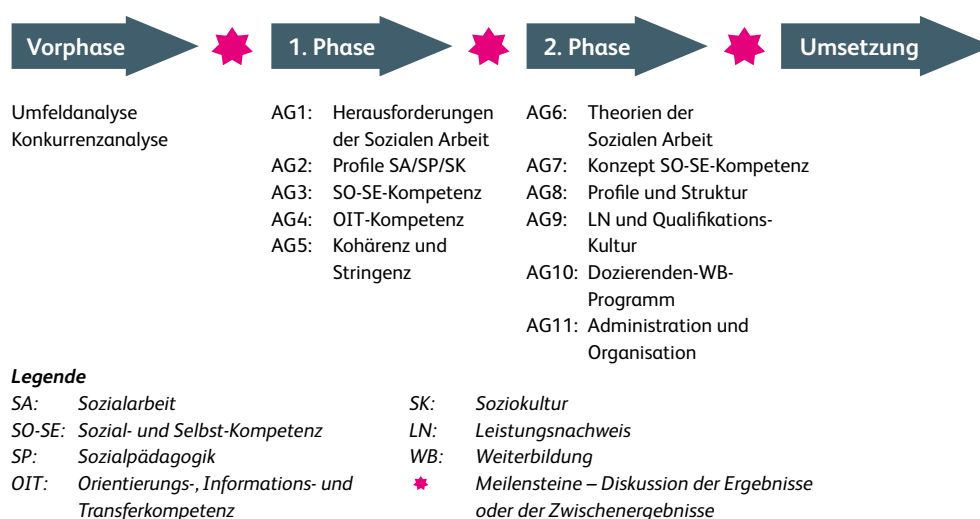 Vorphase
1. Phase
2. Phase
Umsetzung
Umfeldanalyse
Konkurrenzanalyse
AG1: Herausforderungen
der Sozialen Arbeit
AG2: Profile SA/SP/SK
AG3: SO-SE-Kompetenz
AG4: OIT-Kompetenz
AG5: Kohärenz und
Stringenz
AG6: Theorien der
Sozialen Arbeit
AG7: Konzept SO-SE-Kompetenz
AG8: Profile und Struktur
AG9: LN und Qualifikations-
Kultur
AG10: Dozierenden-WB-
Programm
AG11: Administration und
Organisation
Legende
SA: Sozialarbeit
SO-SE: Sozial- und Selbst-Kompetenz
SP: Sozialpädagogik
OIT: Orientierungs-, Informations- und
Transferkompetenz
SK: Soziokultur
LN: Leistungsnachweis
WB: Weiterbildung
Meilensteine – Diskussion der Ergebnisse
oder der Zwischenergebnisse